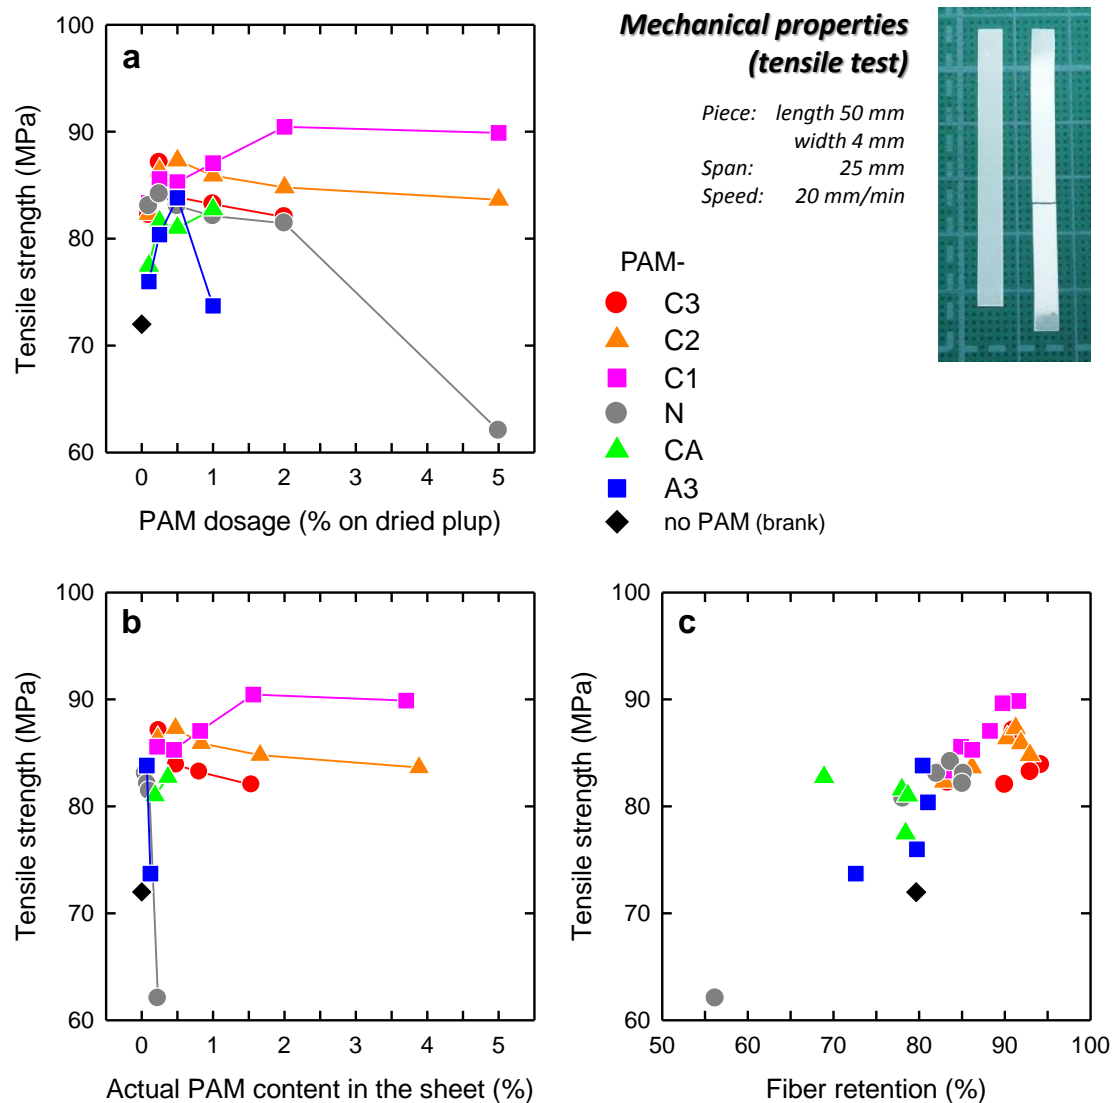 Mechanical properties
(tensile test)
Piece: length 50 mm
width 4 mm
Span: 25 mm
Speed: 20 mm/min
PAM-
C3
C2
C1
N
CA
A3
no PAM (brank)
a
Tensile strength (MPa)
100
90
80
70
60
0 1 2 3 4 5
PAM dosage (% on dried plup)
b
Tensile strength (MPa)
100
90
80
70
60
0 1 2 3 4 5
Actual PAM content in the sheet (%)
c
Tensile strength (MPa)
100
90
80
70
60
50 60 70 80 90 100
Fiber retention (%)